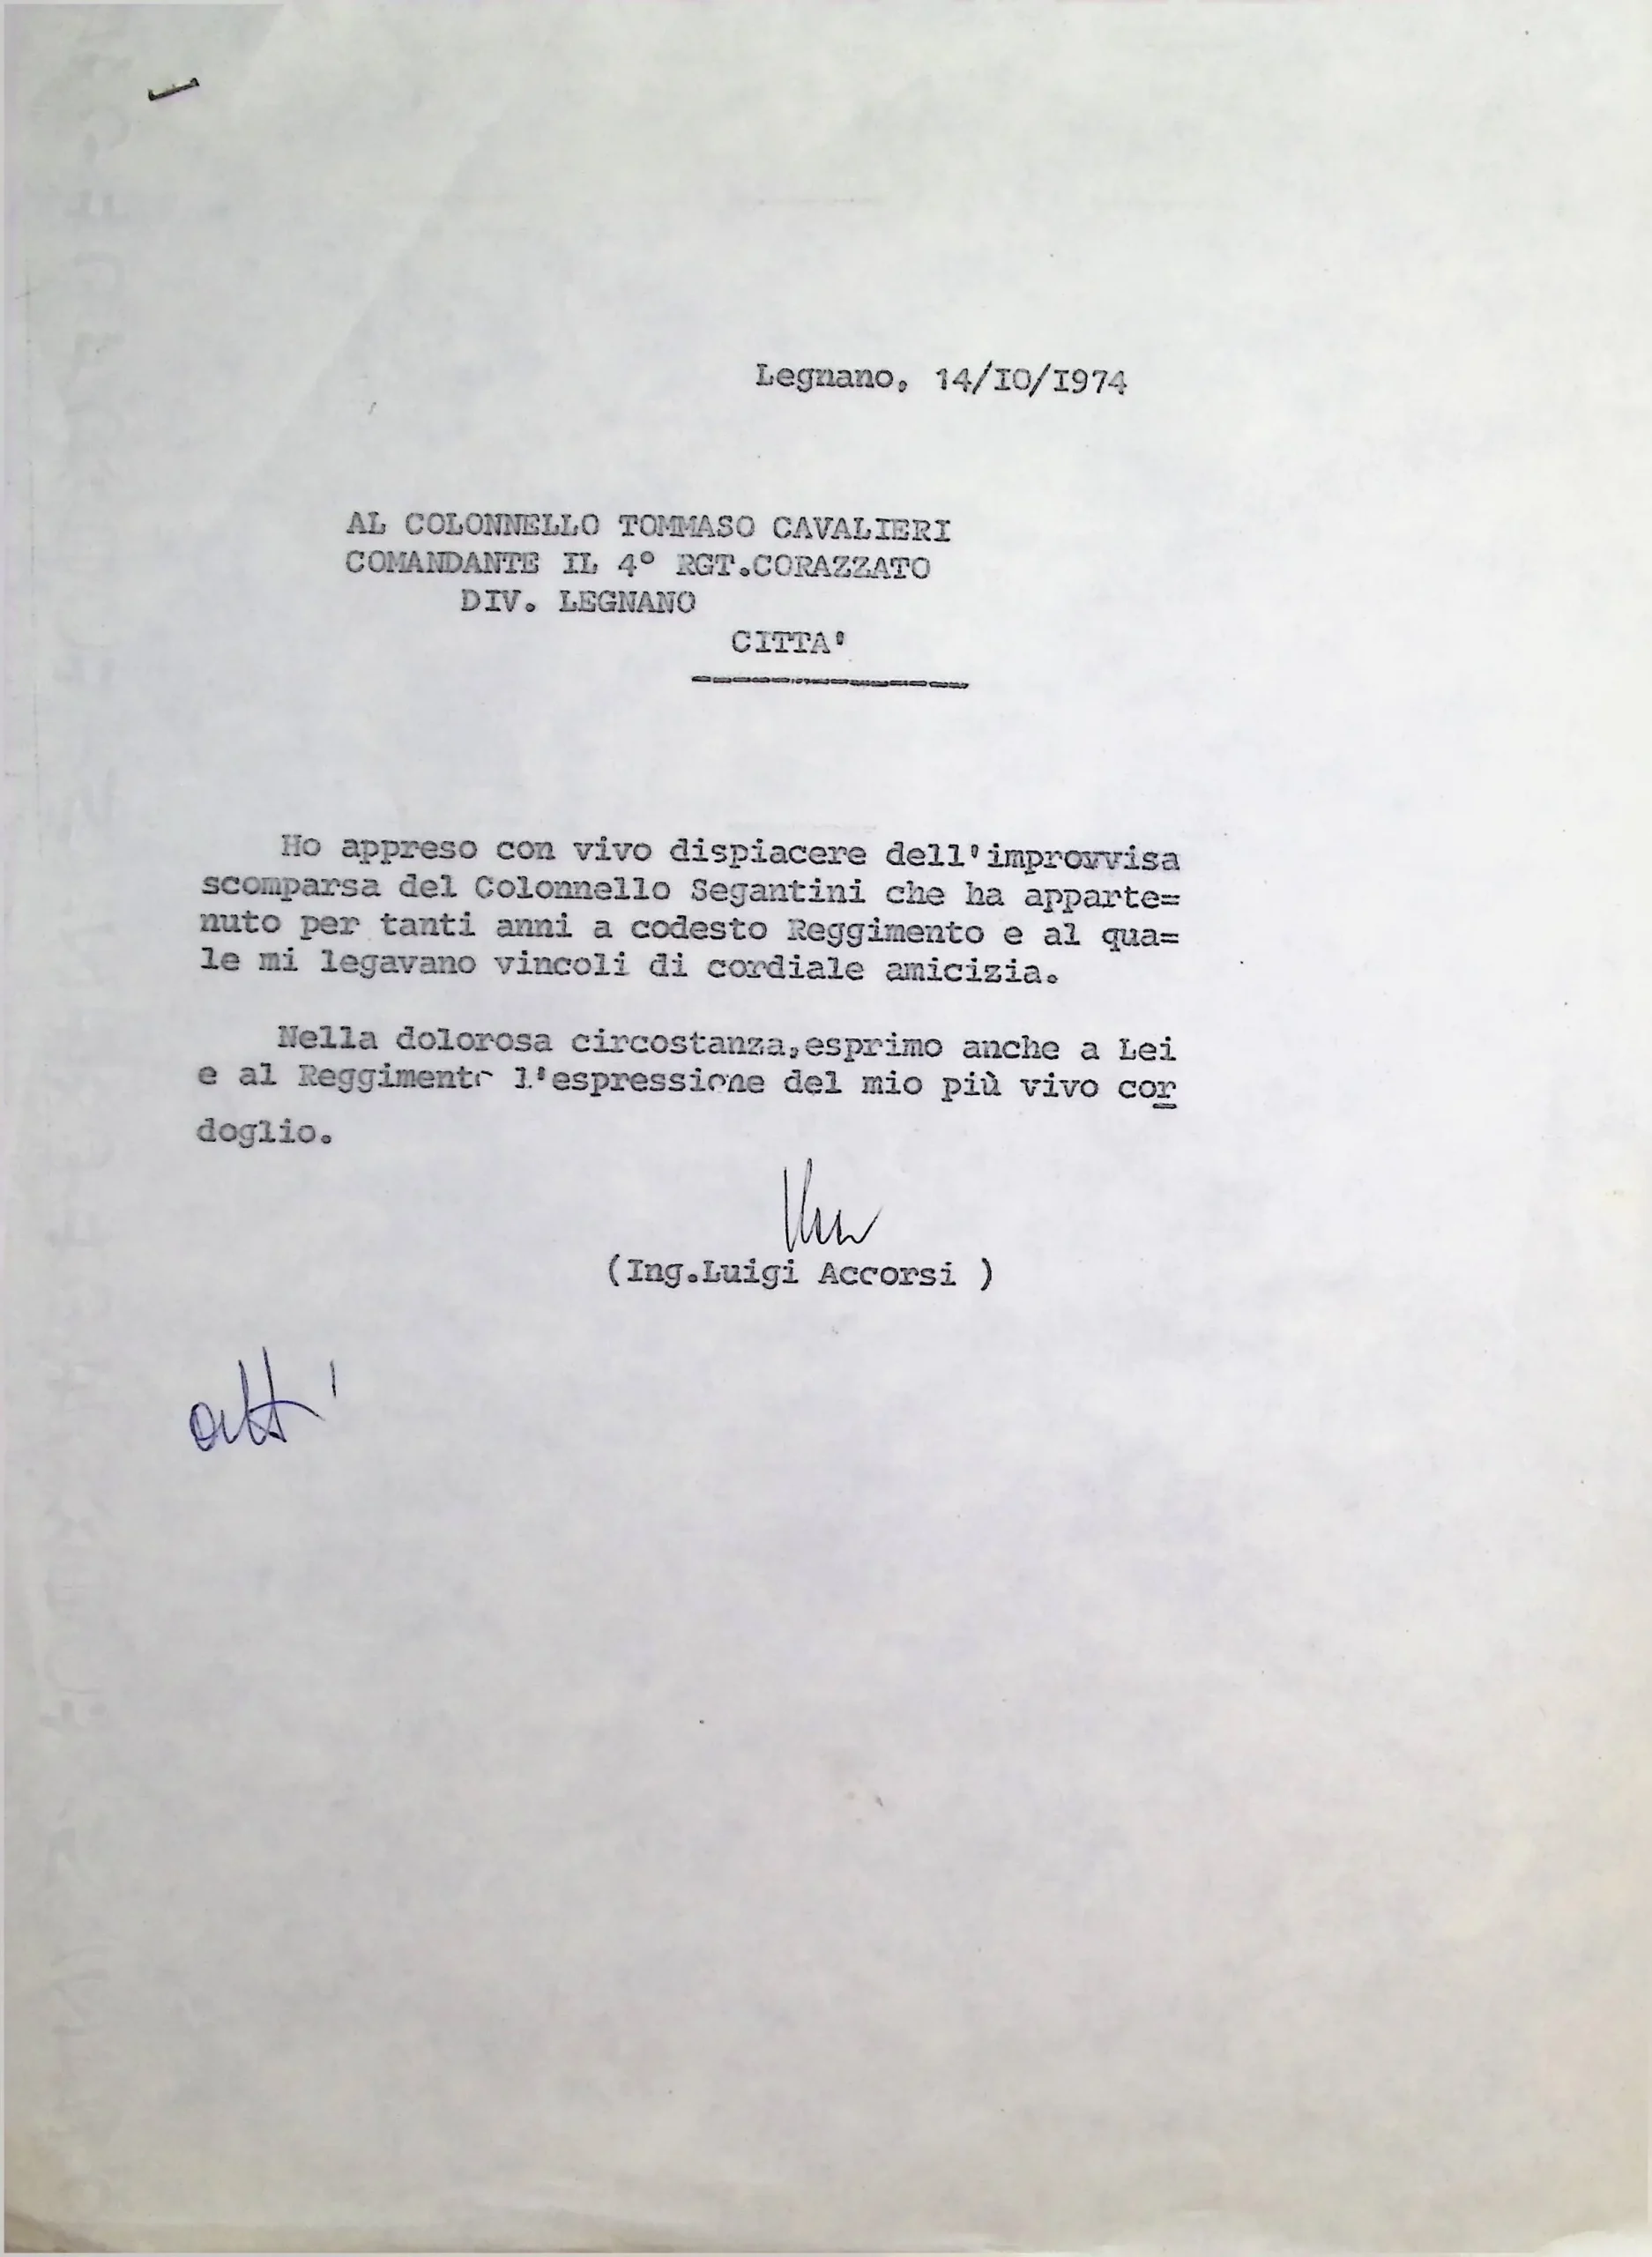 Legnano, 14/IO/I974
AL COLONNELLO TOMMASO CAVALIERI
COMANDANTE IL 4° RGT.CORAZZATO
DIV. LEGNANO
CITTA'
Ho appreso con vivo dispiacere dell'improvvisa
scomparsa del Colonnello Segantini che ha apparte=
nuto per tanti anni a codesto Reggimento e al qua=
le mi legavano vincoli di cordiale amicizia.
Nella dolorosa circostanza,esprimo anche a Lei
e al Reggimento l'espressione del mio più vivo cor
doglio.
(Ing.Luigi Accorsi )
atti